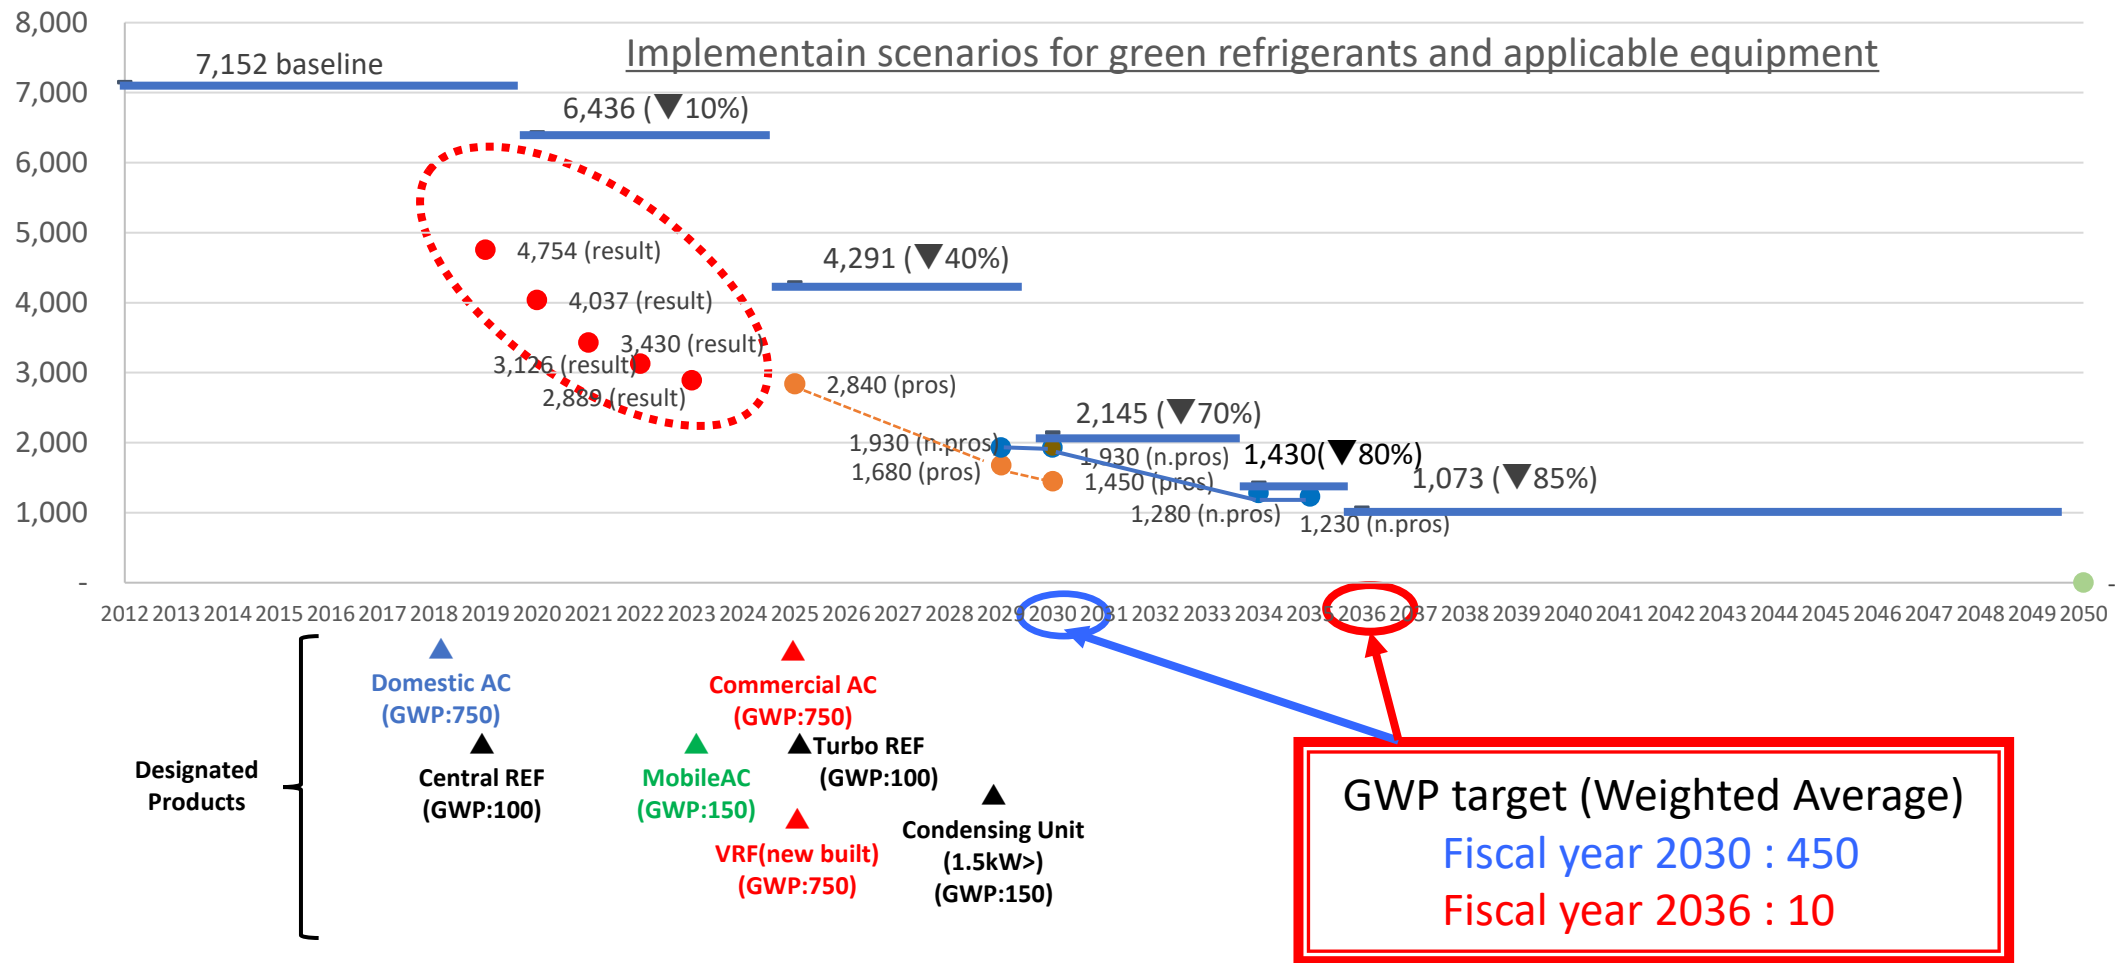 Implementain scenarios for green refrigerants and applicable equipment
8,000
7,000
6,000
5,000
4,000
3,000
2,000
1,000
-
7,152 baseline
6,436 (▼10%)
4,754 (result)
4,291 (▼40%)
4,037 (result)
3,430 (result)
3,126 (result)
2,889 (result)
2,840 (pros)
2,145 (▼70%)
1,930 (n.pros)
1,930 (n.pros)
1,430(▼80%)
1,680 (pros)
1,450 (pros)
1,073 (▼85%)
1,280 (n.pros)
1,230 (n.pros)
-
2012 2013 2014 2015 2016 2017 2018 2019 2020 2021 2022 2023 2024 2025 2026 2027 2028 2029 2030 2031 2032 2033 2034 2035 2036 2037 2038 2039 2040 2041 2042 2043 2044 2045 2046 2047 2048 2049 2050
Designated
Products
Domestic AC
(GWP:750)
Central REF
(GWP:100)
Commercial AC
(GWP:750)
MobileAC
(GWP:150)
Turbo REF
(GWP:100)
VRF(new built)
(GWP:750)
Condensing Unit
(1.5kW>)
(GWP:150)
GWP target (Weighted Average)
Fiscal year 2030 : 450
Fiscal year 2036 : 10